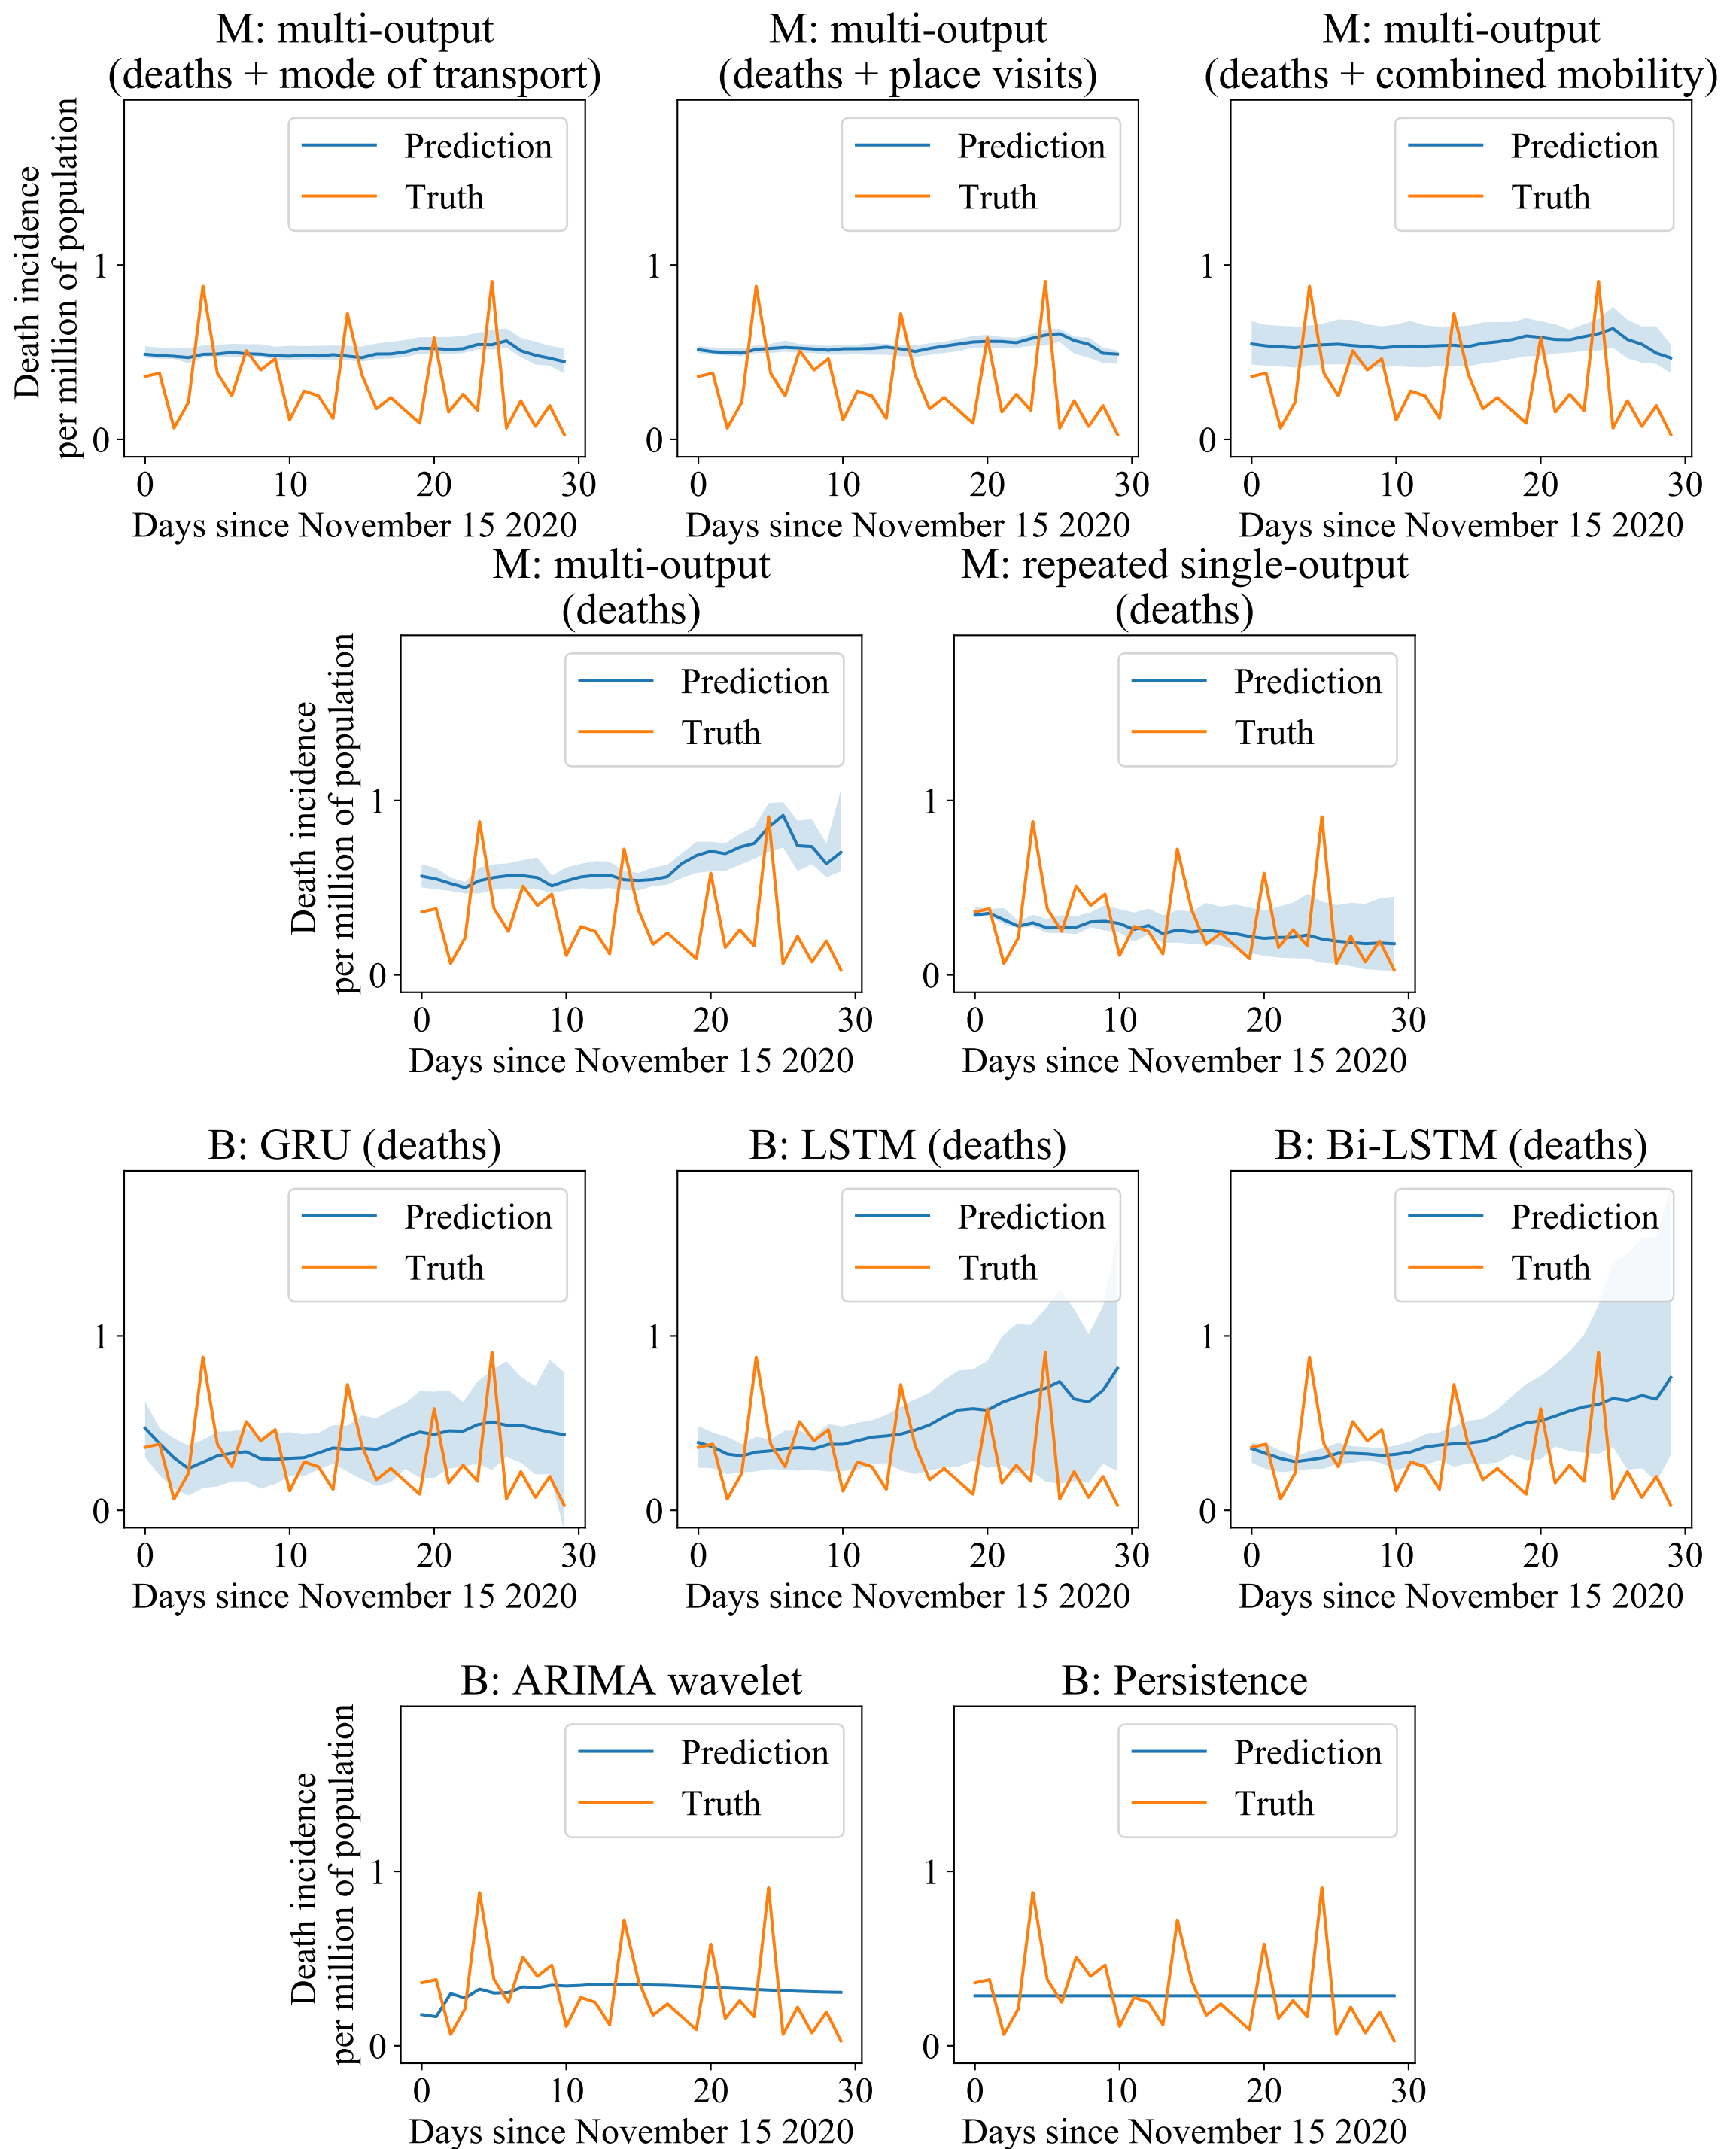 M: multi-output
(deaths + mode of transport)
M: multi-output
(deaths + place visits)
M: multi-output
(deaths + combined mobility)
Death incidence
per million of population
1
0
Prediction
Truth
0 10 20 30
Days since November 15 2020
1
0
Prediction
Truth
0 10 20 30
Days since November 15 2020
1
0
Prediction
Truth
0 10 20 30
Days since November 15 2020
M: multi-output
(deaths)
M: repeated single-output
(deaths)
Death incidence
per million of population
1
0
Prediction
Truth
0 10 20 30
Days since November 15 2020
1
0
Prediction
Truth
0 10 20 30
Days since November 15 2020
B: GRU (deaths)
1
0
Prediction
Truth
0 10 20 30
Days since November 15 2020
B: LSTM (deaths)
1
0
Prediction
Truth
0 10 20 30
Days since November 15 2020
B: Bi-LSTM (deaths)
1
0
Prediction
Truth
0 10 20 30
Days since November 15 2020
B: ARIMA wavelet
Death incidence
per million of population
1
0
Prediction
Truth
0 10 20 30
Days since November 15 2020
B: Persistence
1
0
Prediction
Truth
0 10 20 30
Days since November 15 2020